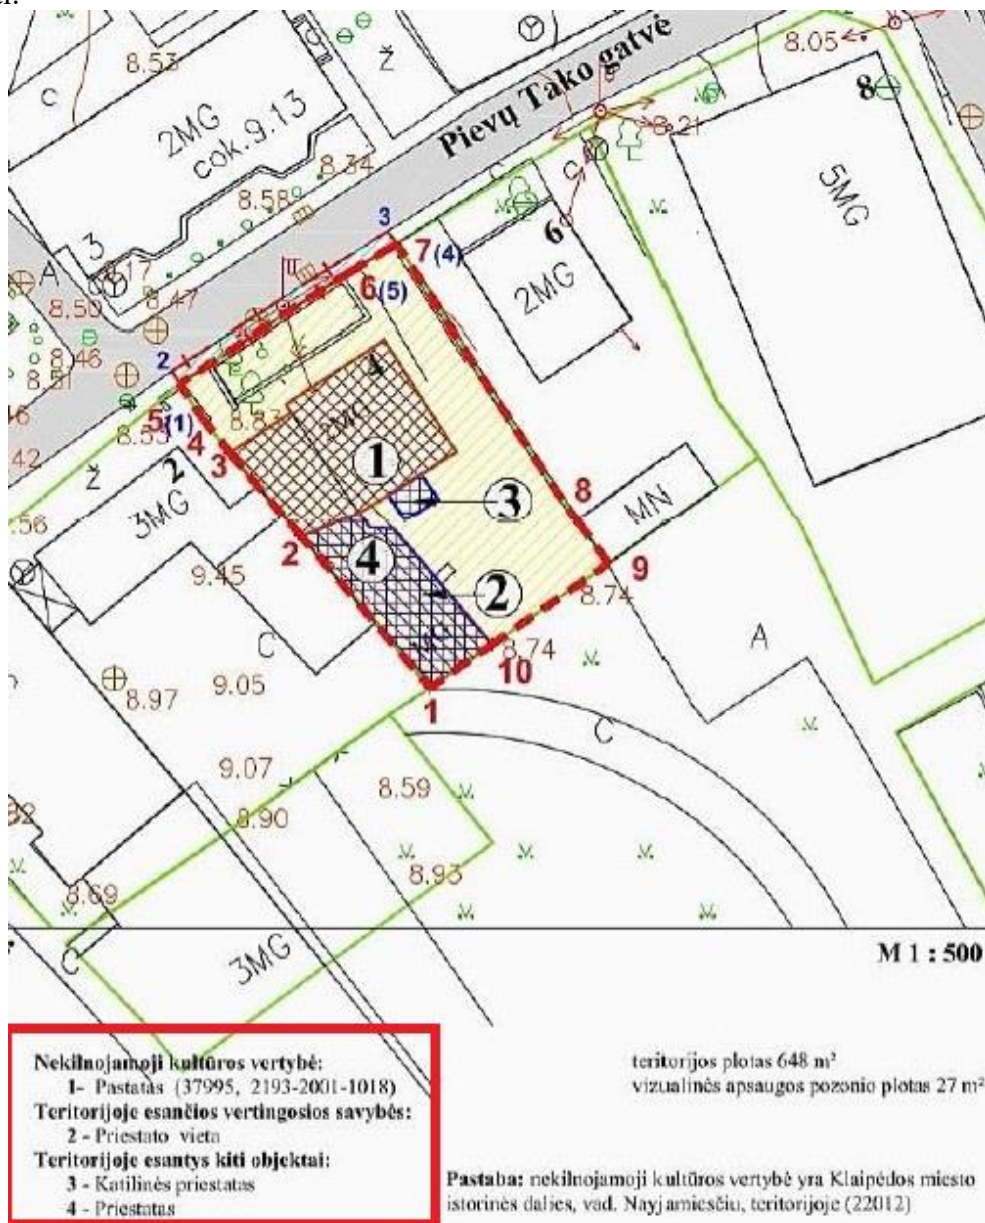 8.53
Ž
C
2MG
cok.9.13
Pievų Tako gatvė
8.05
8
8.21
8.34
8.58
3
5MG
C
C
6
2MG
3
7(4)
6(5)
A
8.17
8.50
8.47
8.46
8.51
2
5(1)
4
3
Ž
2
3MG
1
3
4
2
2
8
MN
9
8.74
9.45
C
8.74
10
A
1
C
8.97
9.05
9.07
8.90
8.59
8.93
8.69
C
3MG
M 1 : 500
Nekilnojamoji kultūros vertybė:
1- Pastatas (37995, 2193-2001-1018)
Teritorijoje esančios vertingosios savybės:
2 - Priestato vieta
Teritorijoje esantys kiti objektai:
3 - Katilinės priestatas
4 - Priestatas
teritorijos plotas 648 m²
vizualinės apsaugos pozonio plotas 27 m²
Pastaba: nekilnojamoji kultūros vertybė yra Klaipėdos miesto
istorinės dalies, vad. Naujamiesčiu, teritorijoje (22012)